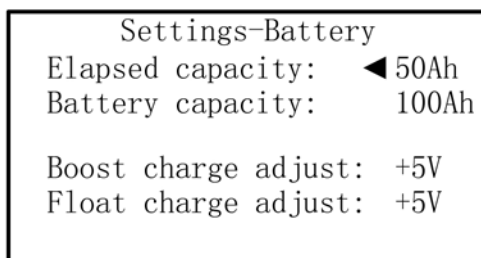 Settings-Battery
Elapsed capacity: ◀50Ah
Battery capacity: 100Ah
Boost charge adjust: +5V
Float charge adjust: +5V